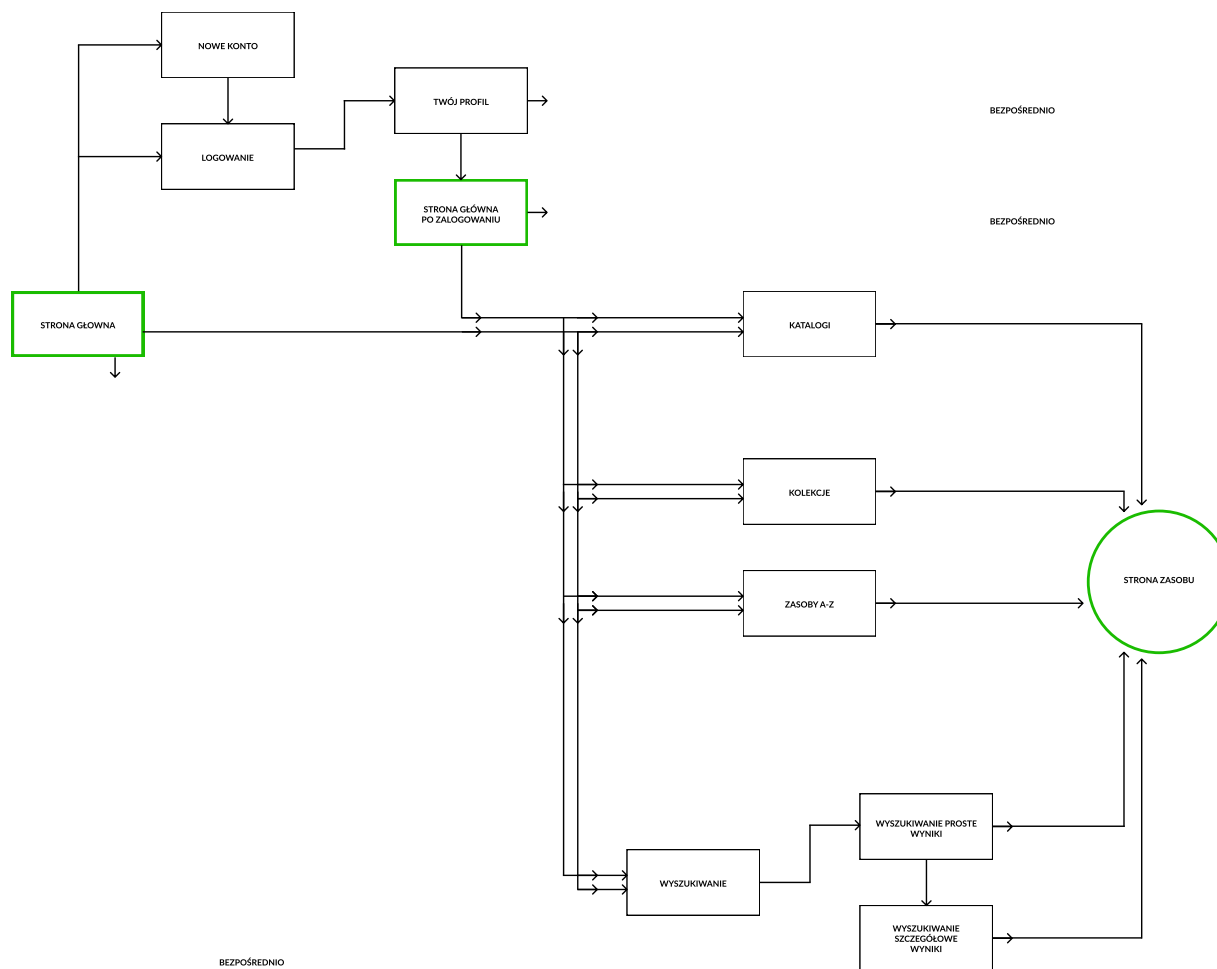 NOWE KONTO
TWÓJ PROFIL
BEZPOŚREDNIO
LOGOWANIE
STRONA GŁÓWNA
PO ZALOGOWANIU
BEZPOŚREDNIO
STRONA GŁOWNA
KATALOGI
KOLEKCJE
STRONA ZASOBU
ZASOBY A-Z
WYSZUKIWANIE PROSTE
WYNIKI
WYSZUKIWANIE
WYSZUKIWANIE
SZCZEGÓŁOWE
WYNIKI
BEZPOŚREDNIO